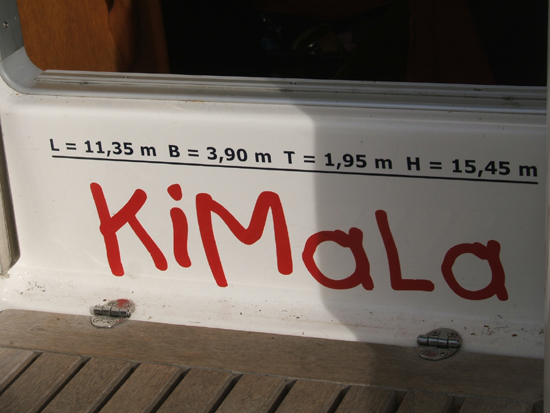 L = 11,35 m B = 3,90 m T = 1,95 m H = 15,45 m
KiMaLa